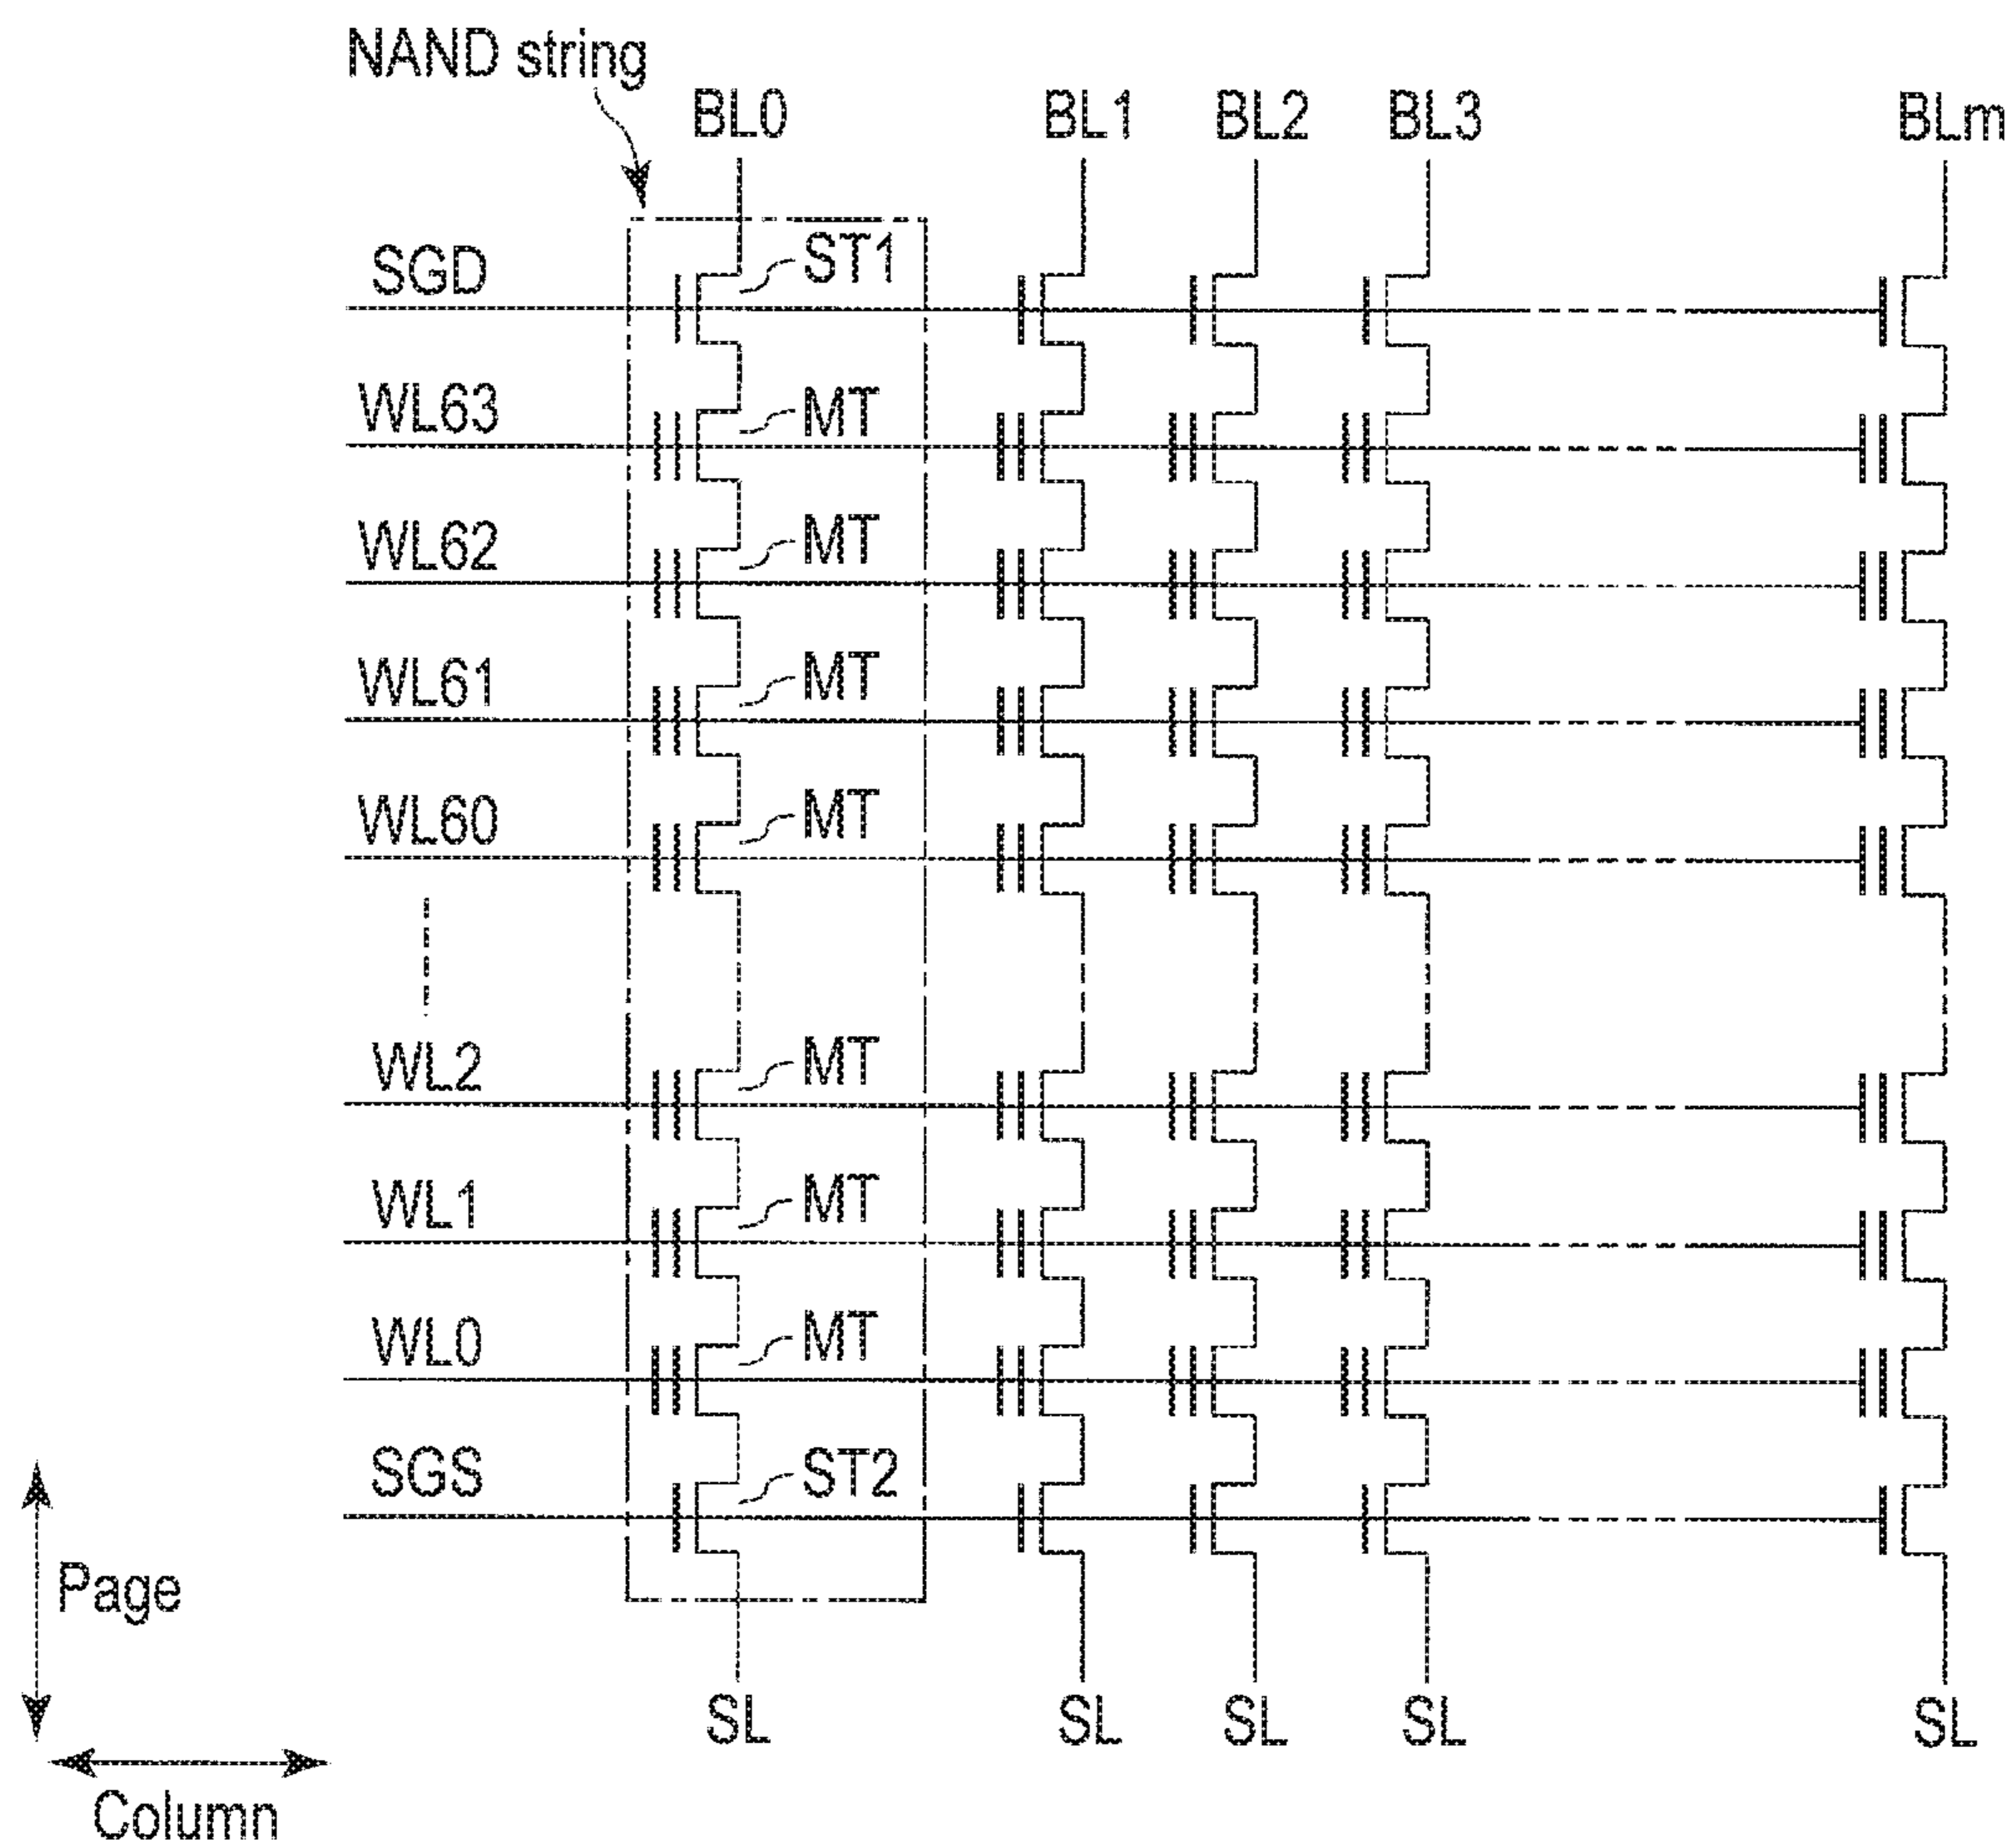 NAND string
BL0 BL1 BL2 BL3 BLm
SGD ST1
WL63 MT
WL62 MT
WL61 MT
WL60 MT
WL2 MT
WL1 MT
WL0 MT
SGS ST2
Page
SL SL SL SL SL
Column